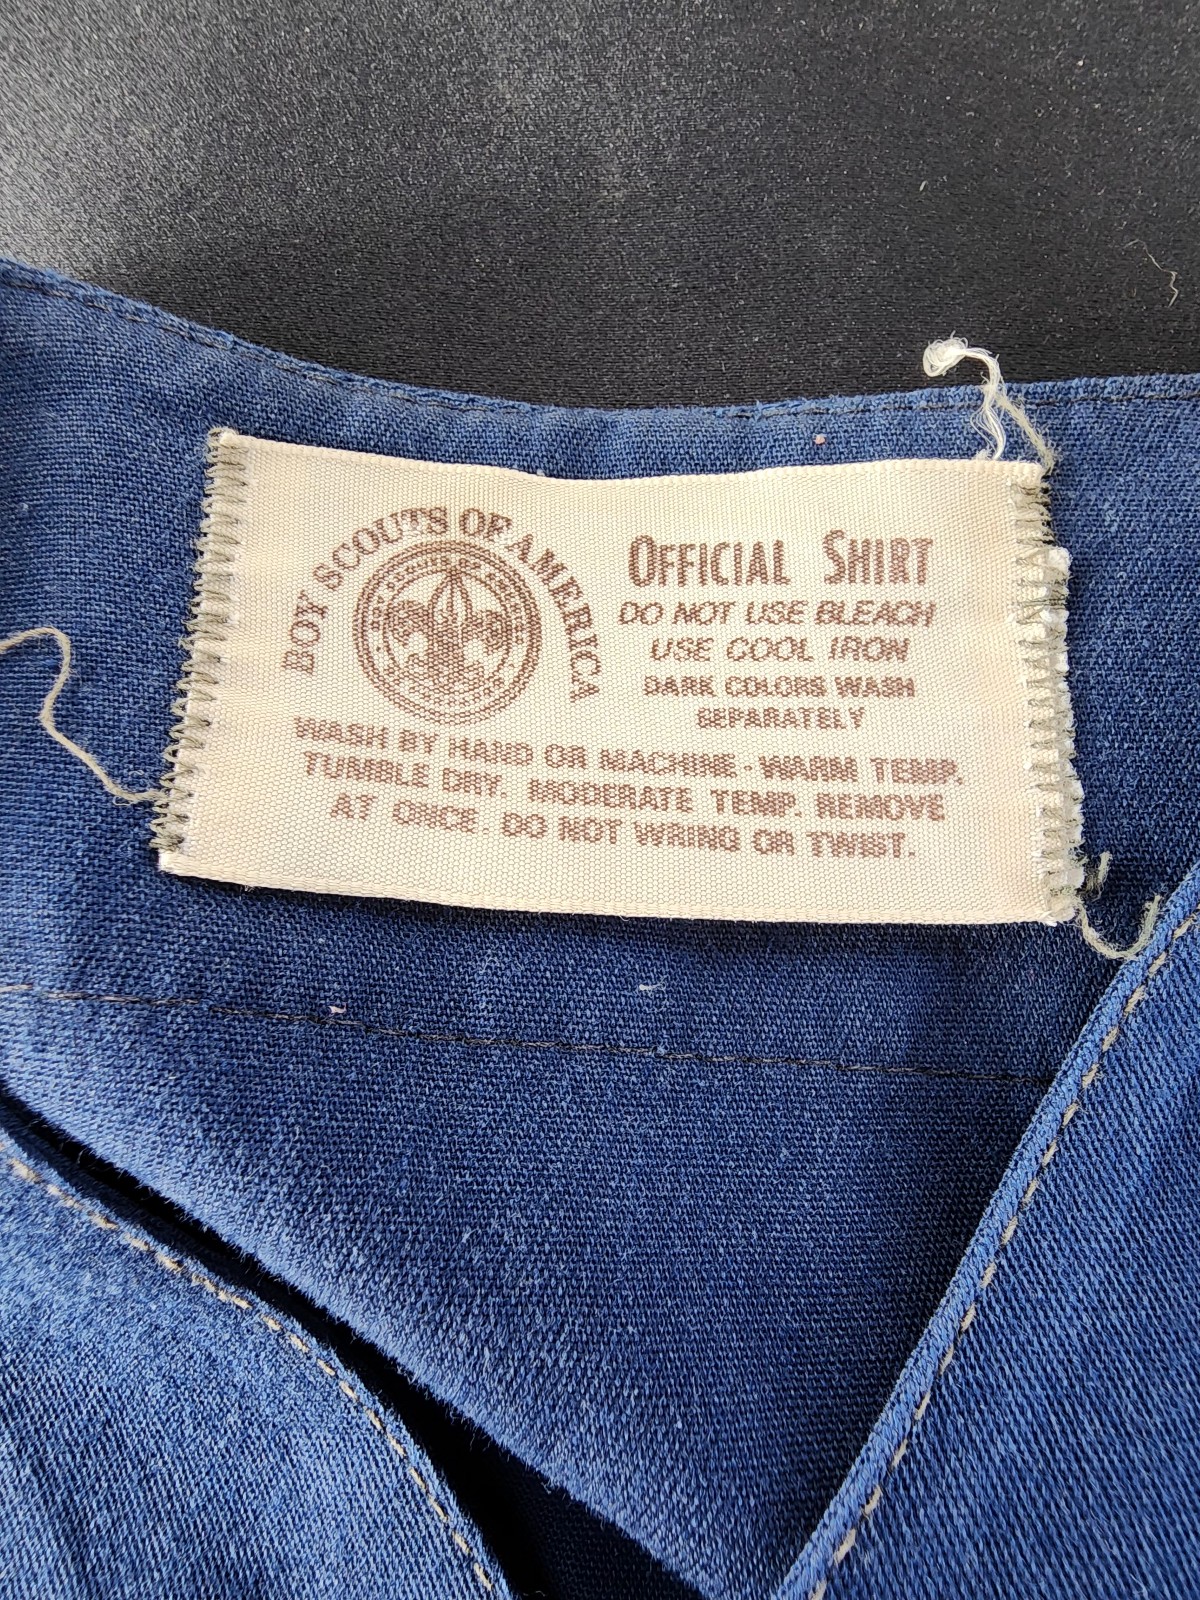 BOY SCOUTS OF AMERICA
OFFICIAL SHIRT
DO NOT USE BLEACH
USE COOL IRON
DARK COLORS WASH
SEPARATELY
WASH BY HAND OR MACHINE - WARM TEMP.
TUMBLE DRY. MODERATE TEMP. REMOVE
AT ONCE. DO NOT WRING OR TWIST.